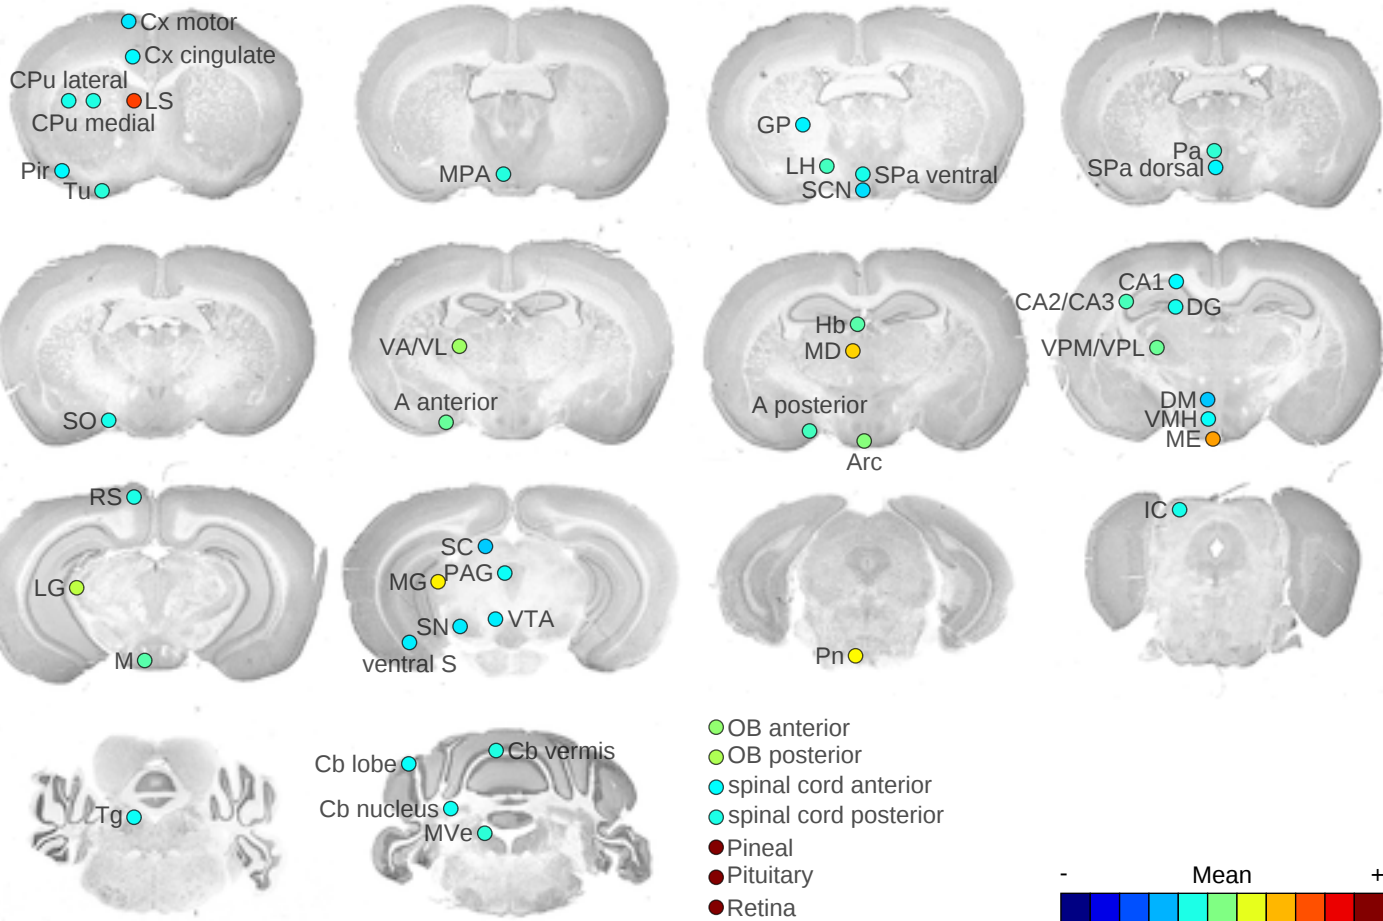 Cx motor
Cx cingulate
CPu lateral
LS
CPu medial
Pir
Tu
MPA
GP
LH
SPa ventral
SCN
Pa
SPa dorsal
SO
VA/VL
A anterior
Hb
MD
A posterior
Arc
CA1
CA2/CA3
DG
VPM/VPL
DM
VMH
ME
RS
LG
M
SC
MG
PAG
SN
VTA
ventral S
Pn
IC
Tg
Cb vermis
Cb lobe
Cb nucleus
MVe
OB anterior
OB posterior
spinal cord anterior
spinal cord posterior
Pineal
Pituitary
Retina
- Mean +